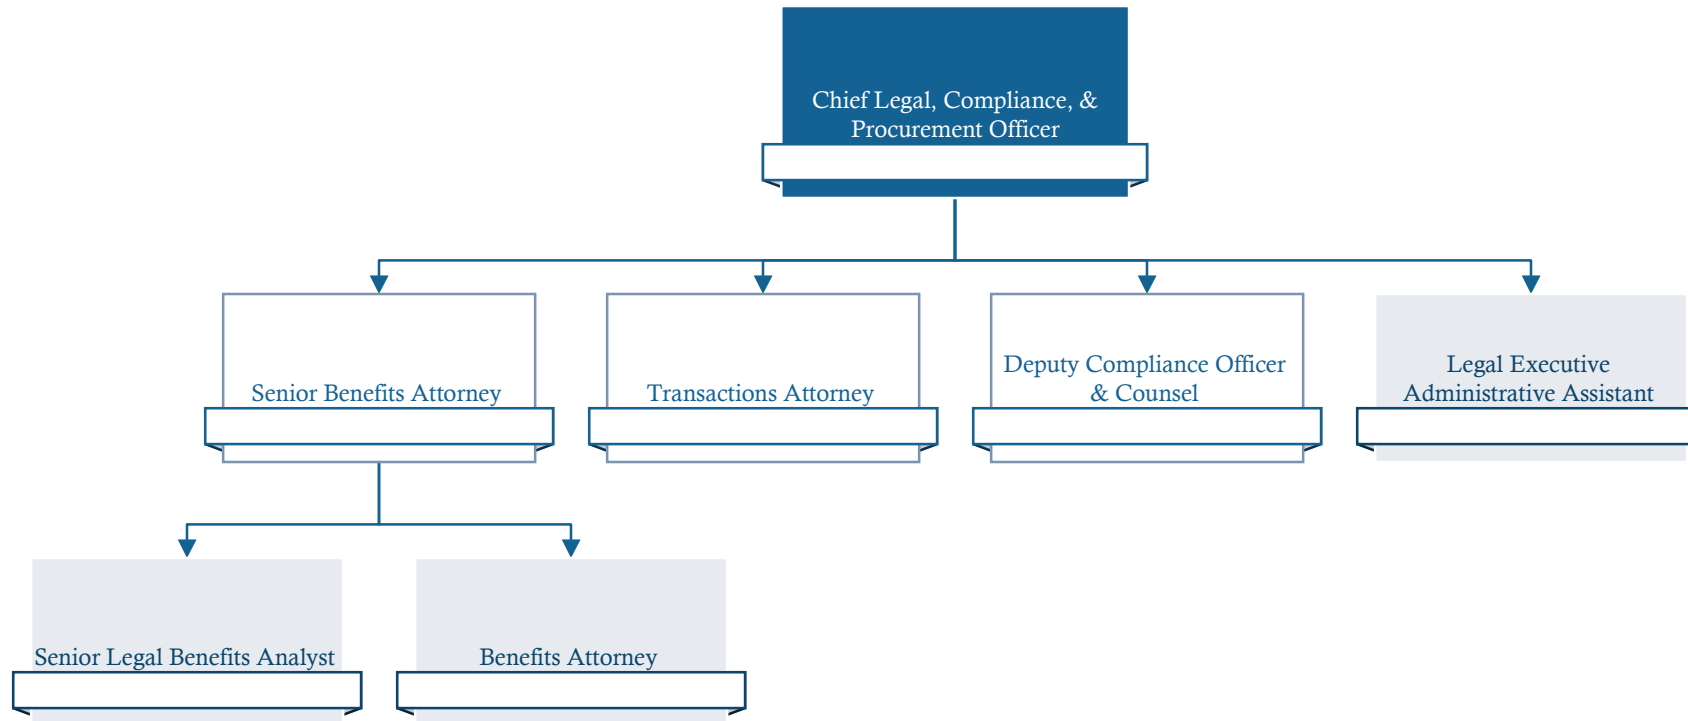 Chief Legal, Compliance, &
Procurement Officer
Senior Benefits Attorney
Transactions Attorney
Deputy Compliance Officer
& Counsel
Legal Executive
Administrative Assistant
Senior Legal Benefits Analyst
Benefits Attorney